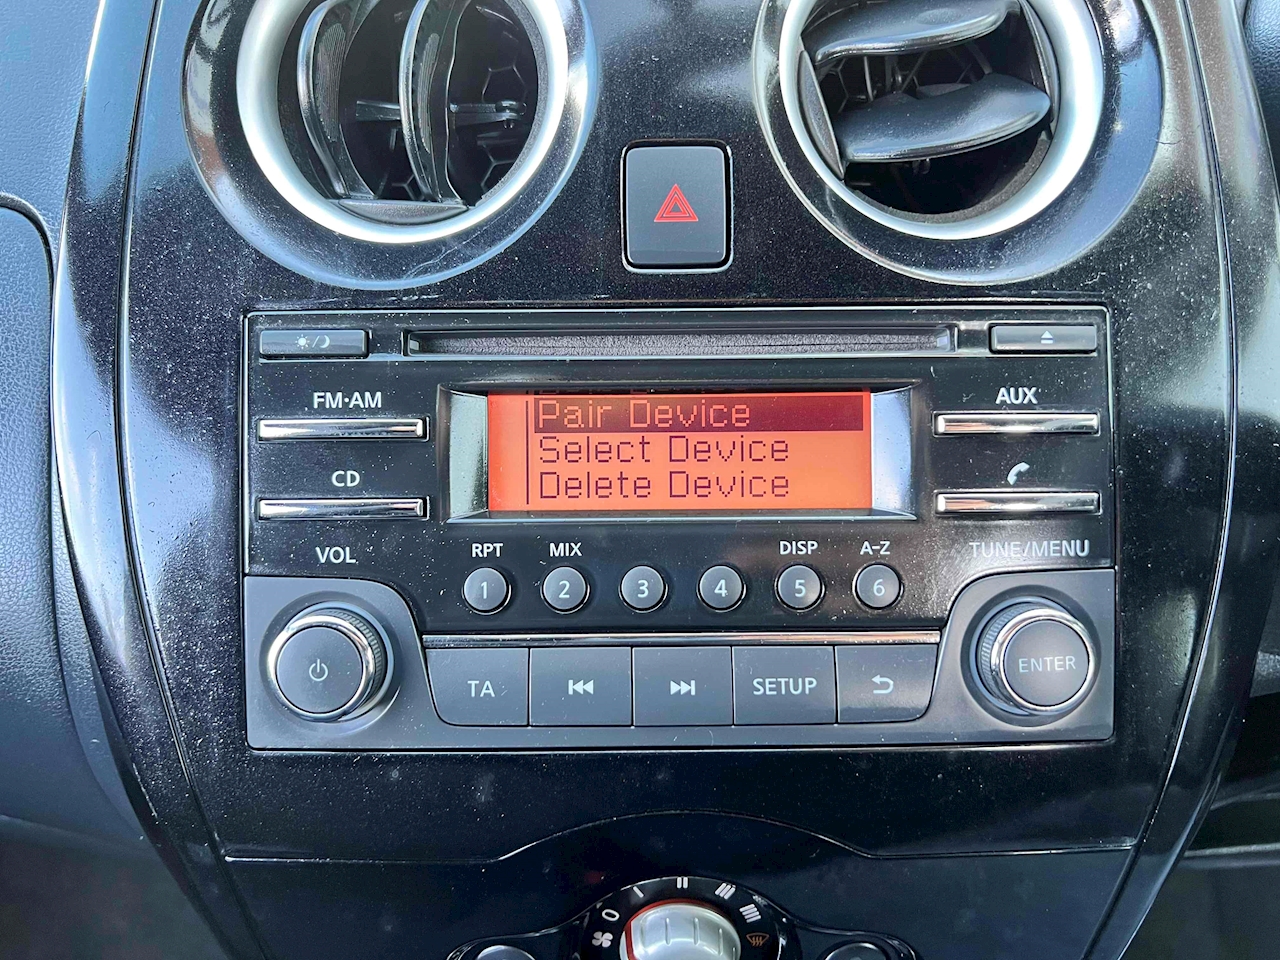 FM·AM
AUX
Pair Device
Select Device
Delete Device
CD
VOL
RPT MIX DISP A-Z
TUNE/MENU
1 2 3 4 5 6
TA SETUP ENTER
0